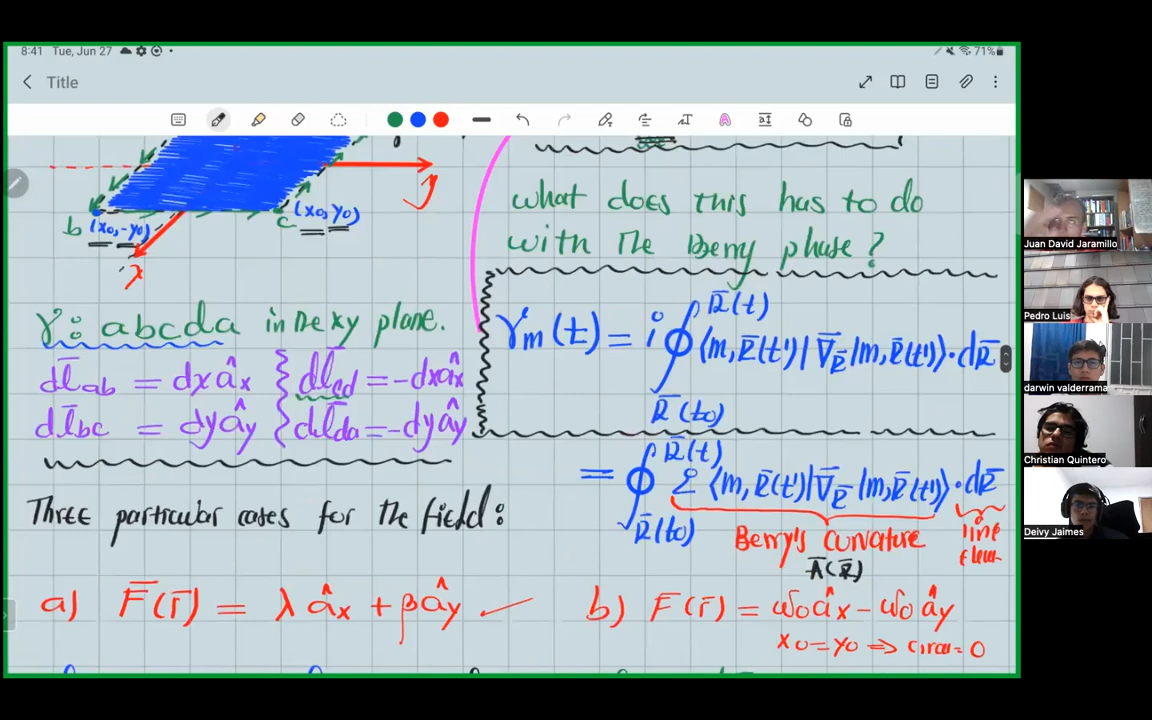 8:41 Tue, Jun 27
71%
Title
y
b
(x0,-y0)
c
(x0, y0)
x
γ: abcda in the xy plane.
dl̄ab = dx âx { dl̄cd = -dx âx
dl̄bc = dy ây { dl̄da = -dy ây
Three particular cases for the field:
a) F̄(r̄) = λ âx + β ây
what does this has to do
with the Berry phase?
γm(t) = i ∮ ⟨m, R̄(t')| ∇̄R̄ |m, R̄(t')⟩ · dR̄
R̄(t)
R̄(t0)
= ∮ i ⟨m, R̄(t')| ∇̄R̄ |m, R̄(t')⟩ · dR̄
R̄(t)
R̄(t0)
Berry's curvature
Ā(R̄)
line
b) F(r̄) = ω0 âx - ω0 ây
x0 = y0 ⇒ circu = 0
Juan David Jaramillo
Pedro Luis
darwin valderrama
Christian Quintero
Deivy Jaimes